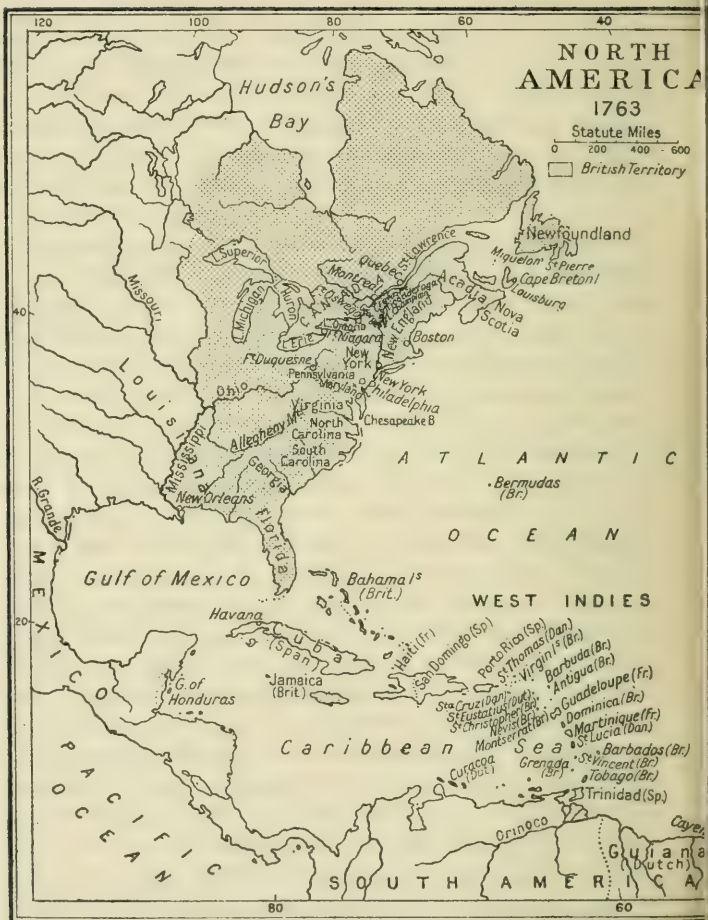 120
100
80
60
40
NORTH
AMERICA
1763
Statute Miles
0 200 400 600
British Territory
Hudson's
Bay
Newfoundland
Miquelon
St Pierre
Cape Breton I
Louisburg
Nova
Scotia
Acadia
R. St Lawrence
Quebec
Montreal
CANADA
L. Superior
L. Michigan
L. Huron
L. Erie
L. Ontario
Oswego
Ticonderoga
Niagara
New England
Boston
Missouri
40
Ft Duquesne
New
York
Pennsylvania
Maryland
New York
Philadelphia
Ohio
Virginia
Chesapeake B
Louisiana
Allegheny Mts
North
Carolina
South
Carolina
Mississippi
Georgia
New Orleans
Florida
R. Grande
MEXICO
ATLANTIC
OCEAN
Bermudas
(Br.)
Gulf of Mexico
Bahama Is
(Brit.)
WEST INDIES
20
Havana
Cuba
(Span.)
Haiti (Fr)
San Domingo (Sp)
Porto Rico (Sp.)
St Thomas (Dan)
Virgin Is (Br.)
Barbuda (Br.)
Antigua (Br.)
Guadeloupe (Fr.)
Dominica (Br.)
Martinique (Fr.)
St Lucia (Dan)
Barbados (Br.)
St Vincent (Br.)
Tobago (Br.)
Trinidad (Sp.)
Sta Cruz (Dan)
St Eustatius (Dut)
St Christopher (Br)
Nevis (Br)
Montserrat (Br)
Grenada
(Br)
Curacoa
(Dut)
G. of
Honduras
Jamaica
(Brit)
Caribbean Sea
PACIFIC
OCEAN
Orinoco
Cayen
Guiana
(Dutch)
SOUTH AMERICA
120
80
60